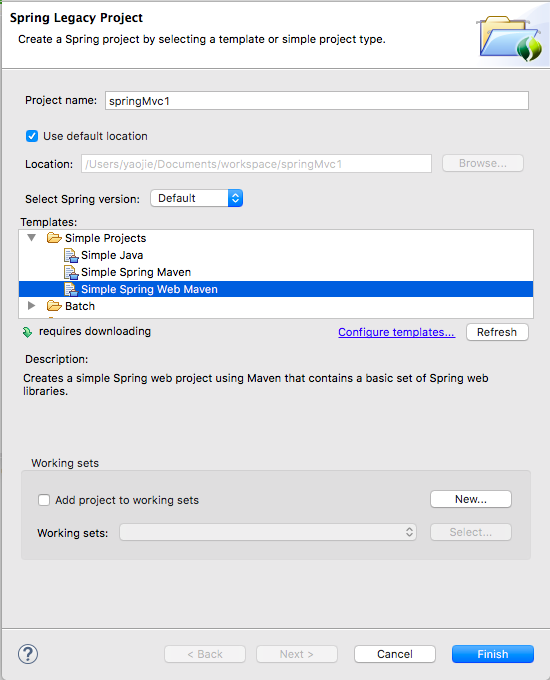 Spring Legacy Project
Create a Spring project by selecting a template or simple project type.
Project name: springMvc1
Use default location
Location: /Users/yaojie/Documents/workspace/springMvc1 Browse...
Select Spring version: Default
Templates:
Simple Projects
Simple Java
Simple Spring Maven
Simple Spring Web Maven
Batch
requires downloading Configure templates... Refresh
Description:
Creates a simple Spring web project using Maven that contains a basic set of Spring web
libraries.
Working sets
Add project to working sets New...
Working sets: Select...
? < Back Next > Cancel Finish